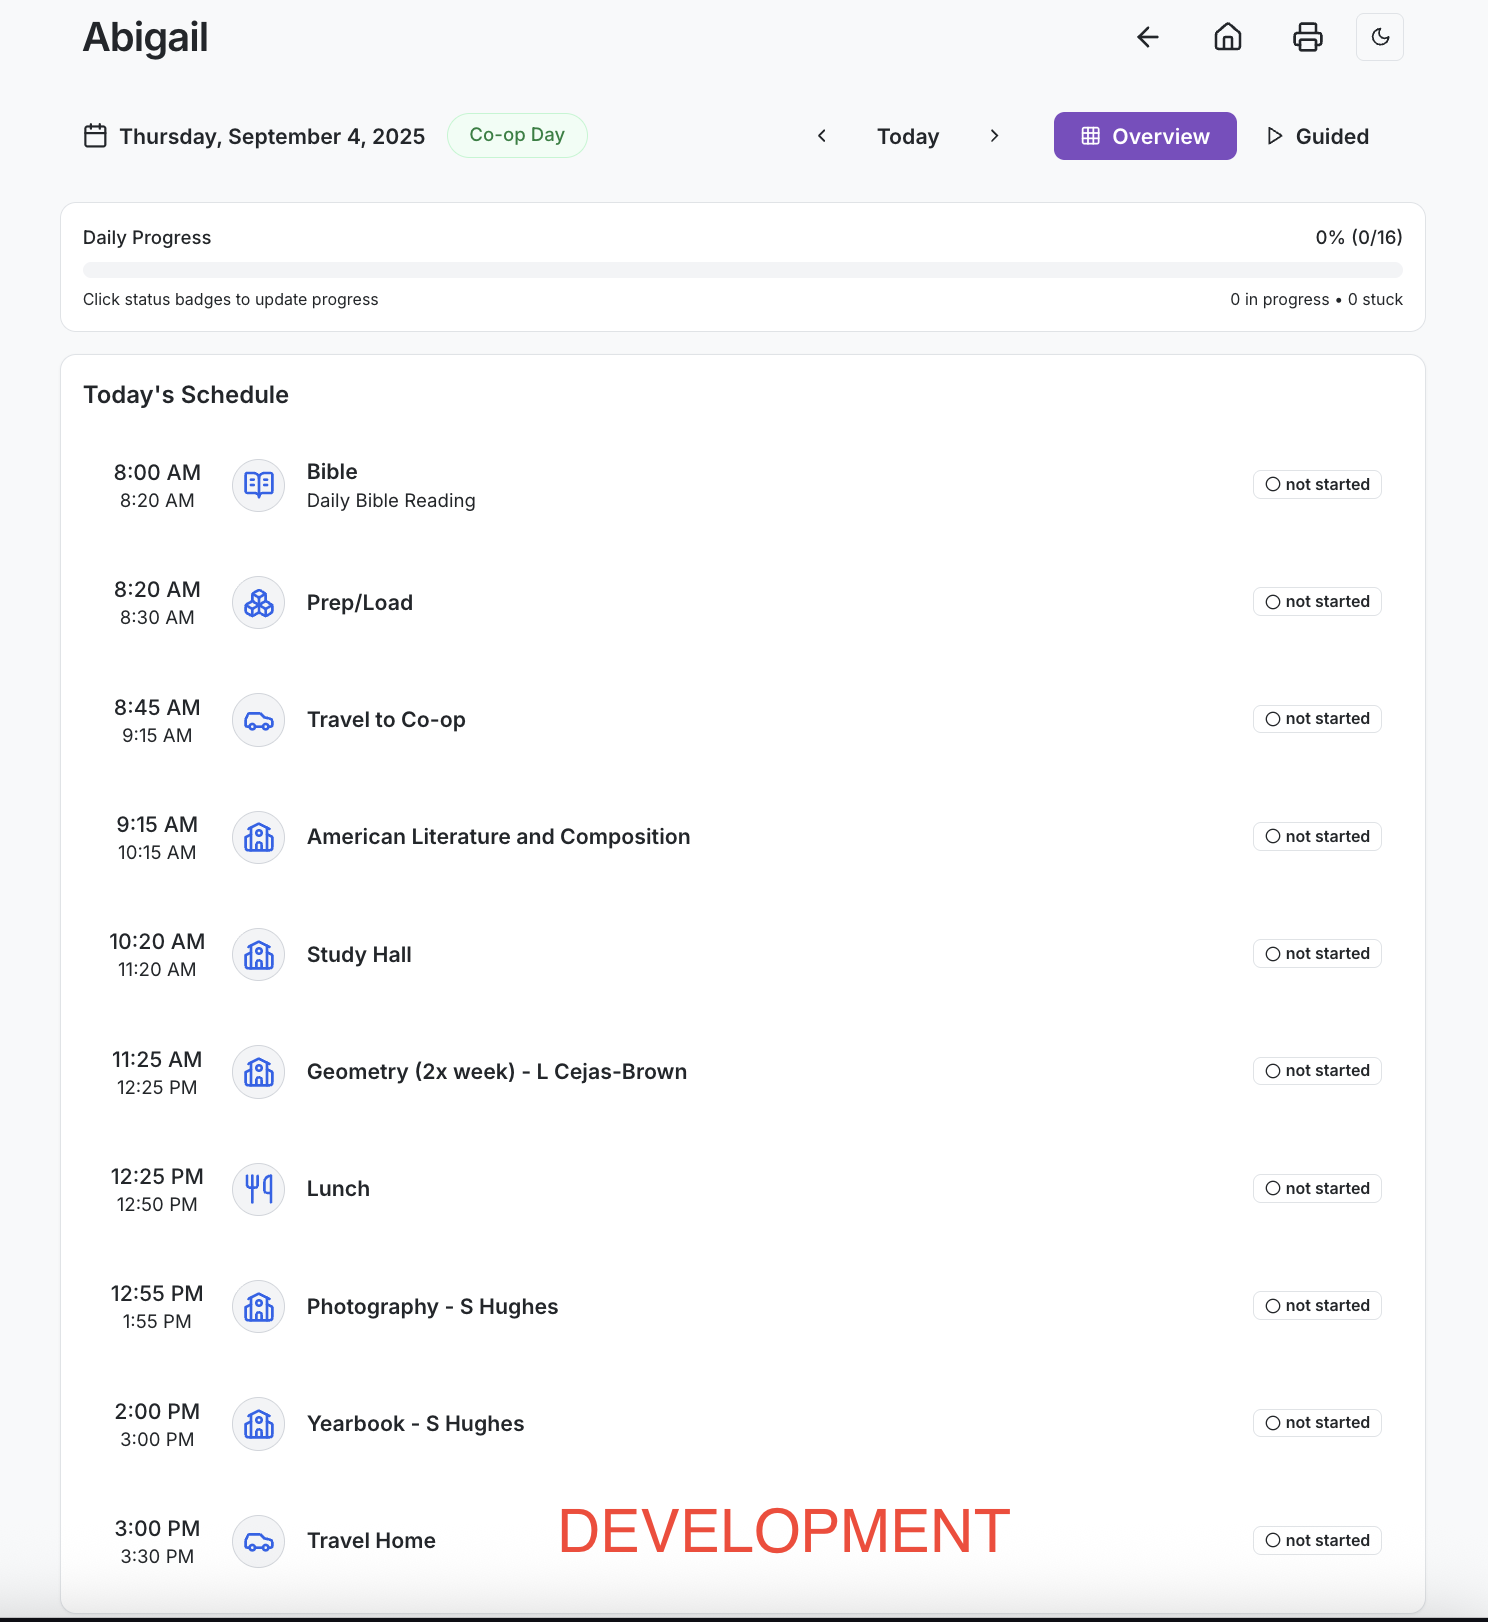 Abigail
Thursday, September 4, 2025 Co-op Day Today Overview Guided
Daily Progress 0% (0/16)
Click status badges to update progress 0 in progress • 0 stuck
Today's Schedule
8:00 AM Bible
8:20 AM Daily Bible Reading not started
8:20 AM
8:30 AM Prep/Load not started
8:45 AM
9:15 AM Travel to Co-op not started
9:15 AM
10:15 AM American Literature and Composition not started
10:20 AM
11:20 AM Study Hall not started
11:25 AM
12:25 PM Geometry (2x week) - L Cejas-Brown not started
12:25 PM
12:50 PM Lunch not started
12:55 PM
1:55 PM Photography - S Hughes not started
2:00 PM
3:00 PM Yearbook - S Hughes not started
3:00 PM
3:30 PM Travel Home DEVELOPMENT not started